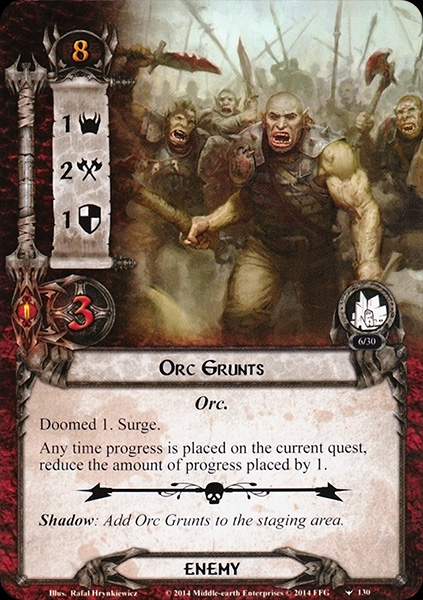 8
1
2
1
3
6/30
Orc Grunts
Orc.
Doomed 1. Surge.
Any time progress is placed on the current quest,
reduce the amount of progress placed by 1.
Shadow: Add Orc Grunts to the staging area.
ENEMY
Illus. Rafał Hrynkiewicz © 2014 Middle-earth Enterprises © 2014 FFG 130